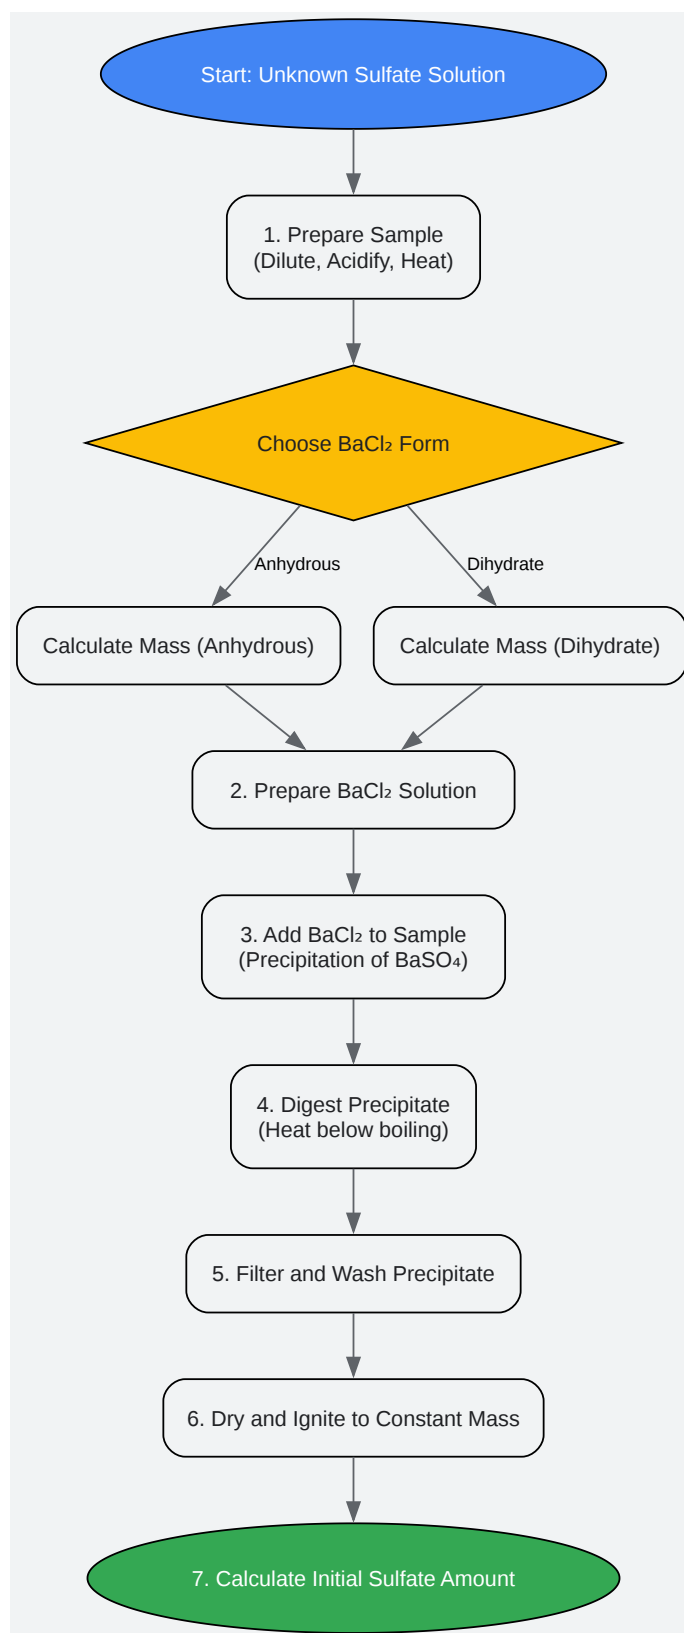 Start: Unknown Sulfate Solution
1. Prepare Sample
(Dilute, Acidify, Heat)
Choose BaCl₂ Form
Anhydrous
Dihydrate
Calculate Mass (Anhydrous)
Calculate Mass (Dihydrate)
2. Prepare BaCl₂ Solution
3. Add BaCl₂ to Sample
(Precipitation of BaSO₄)
4. Digest Precipitate
(Heat below boiling)
5. Filter and Wash Precipitate
6. Dry and Ignite to Constant Mass
7. Calculate Initial Sulfate Amount